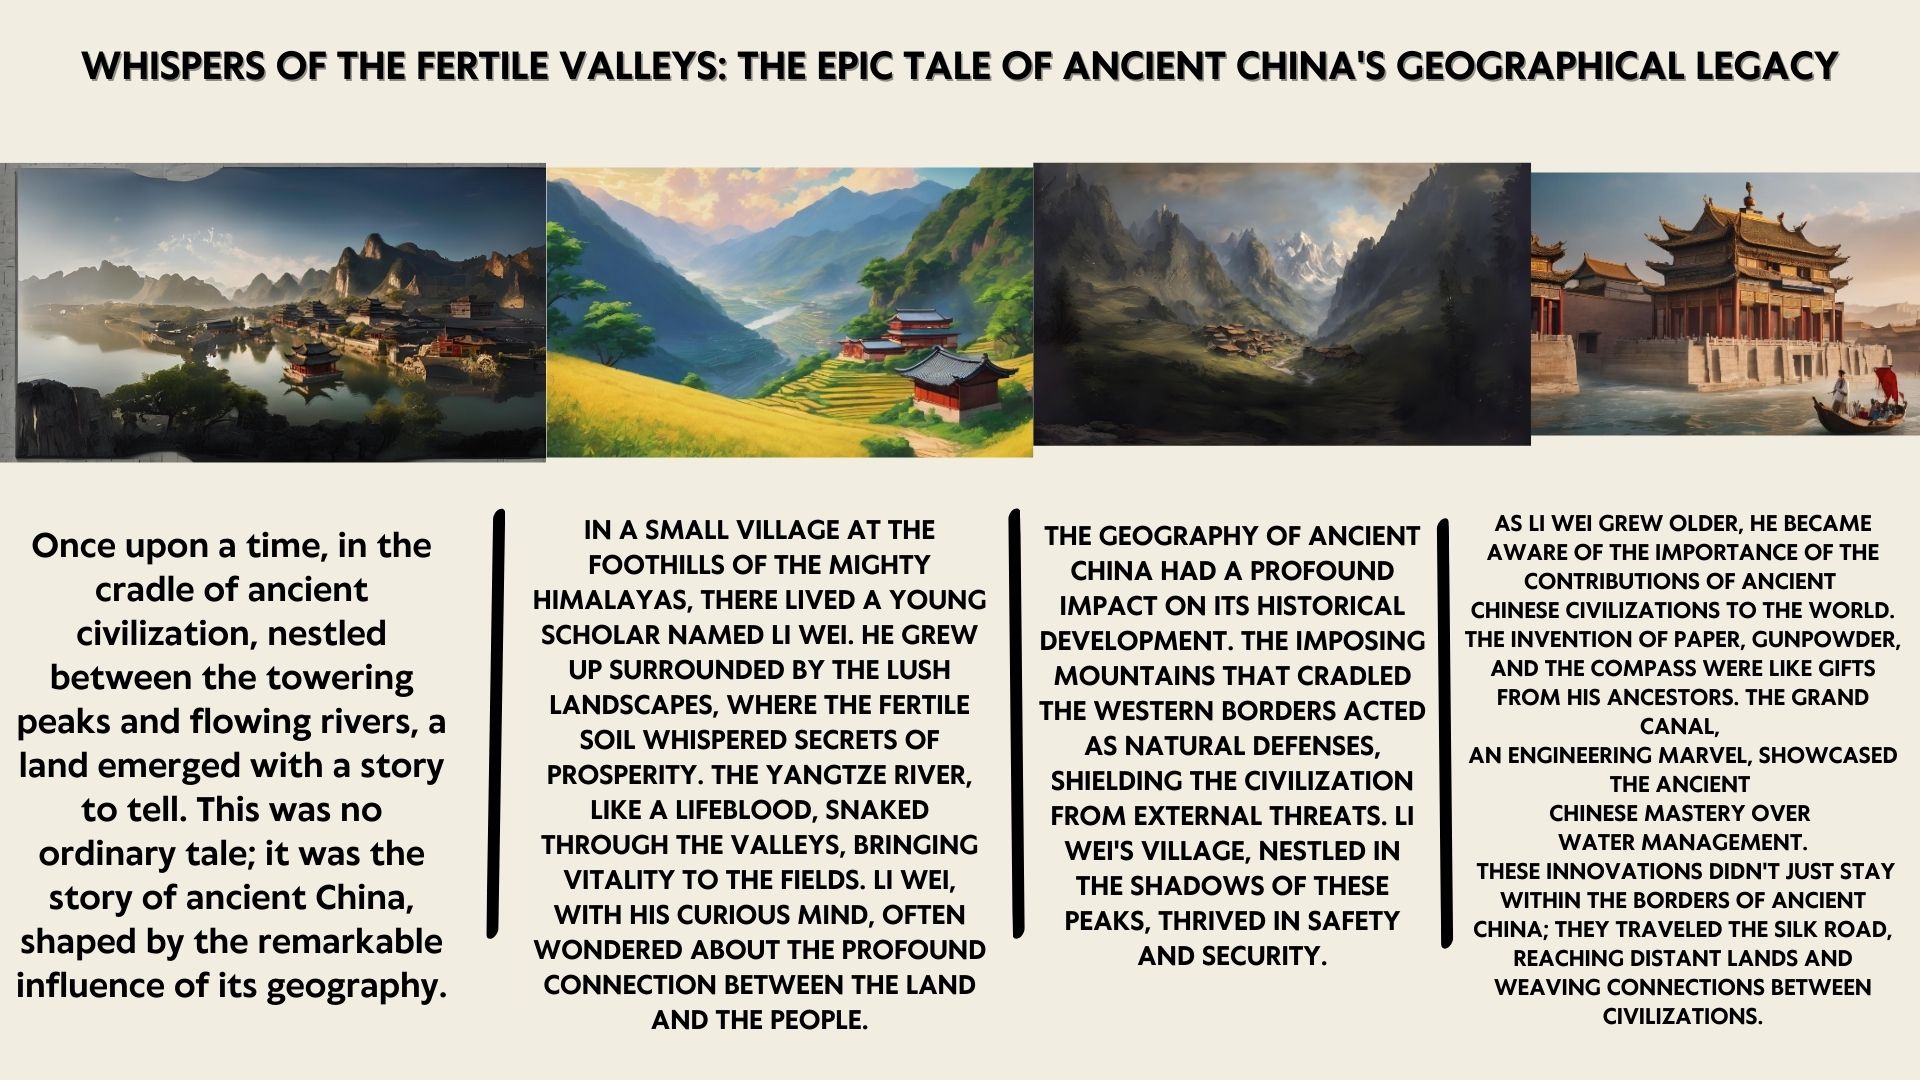 WHISPERS OF THE FERTILE VALLEYS: THE EPIC TALE OF ANCIENT CHINA'S GEOGRAPHICAL LEGACY
Once upon a time, in the
cradle of ancient
civilization, nestled
between the towering
peaks and flowing rivers, a
land emerged with a story
to tell. This was no
ordinary tale; it was the
story of ancient China,
shaped by the remarkable
influence of its geography.
IN A SMALL VILLAGE AT THE
FOOTHILLS OF THE MIGHTY
HIMALAYAS, THERE LIVED A YOUNG
SCHOLAR NAMED LI WEI. HE GREW
UP SURROUNDED BY THE LUSH
LANDSCAPES, WHERE THE FERTILE
SOIL WHISPERED SECRETS OF
PROSPERITY. THE YANGTZE RIVER,
LIKE A LIFEBLOOD, SNAKED
THROUGH THE VALLEYS, BRINGING
VITALITY TO THE FIELDS. LI WEI,
WITH HIS CURIOUS MIND, OFTEN
WONDERED ABOUT THE PROFOUND
CONNECTION BETWEEN THE LAND
AND THE PEOPLE.
THE GEOGRAPHY OF ANCIENT
CHINA HAD A PROFOUND
IMPACT ON ITS HISTORICAL
DEVELOPMENT. THE IMPOSING
MOUNTAINS THAT CRADLED
THE WESTERN BORDERS ACTED
AS NATURAL DEFENSES,
SHIELDING THE CIVILIZATION
FROM EXTERNAL THREATS. LI
WEI'S VILLAGE, NESTLED IN
THE SHADOWS OF THESE
PEAKS, THRIVED IN SAFETY
AND SECURITY.
AS LI WEI GREW OLDER, HE BECAME
AWARE OF THE IMPORTANCE OF THE
CONTRIBUTIONS OF ANCIENT
CHINESE CIVILIZATIONS TO THE WORLD.
THE INVENTION OF PAPER, GUNPOWDER,
AND THE COMPASS WERE LIKE GIFTS
FROM HIS ANCESTORS. THE GRAND
CANAL,
AN ENGINEERING MARVEL, SHOWCASED
THE ANCIENT
CHINESE MASTERY OVER
WATER MANAGEMENT.
THESE INNOVATIONS DIDN'T JUST STAY
WITHIN THE BORDERS OF ANCIENT
CHINA; THEY TRAVELED THE SILK ROAD,
REACHING DISTANT LANDS AND
WEAVING CONNECTIONS BETWEEN
CIVILIZATIONS.